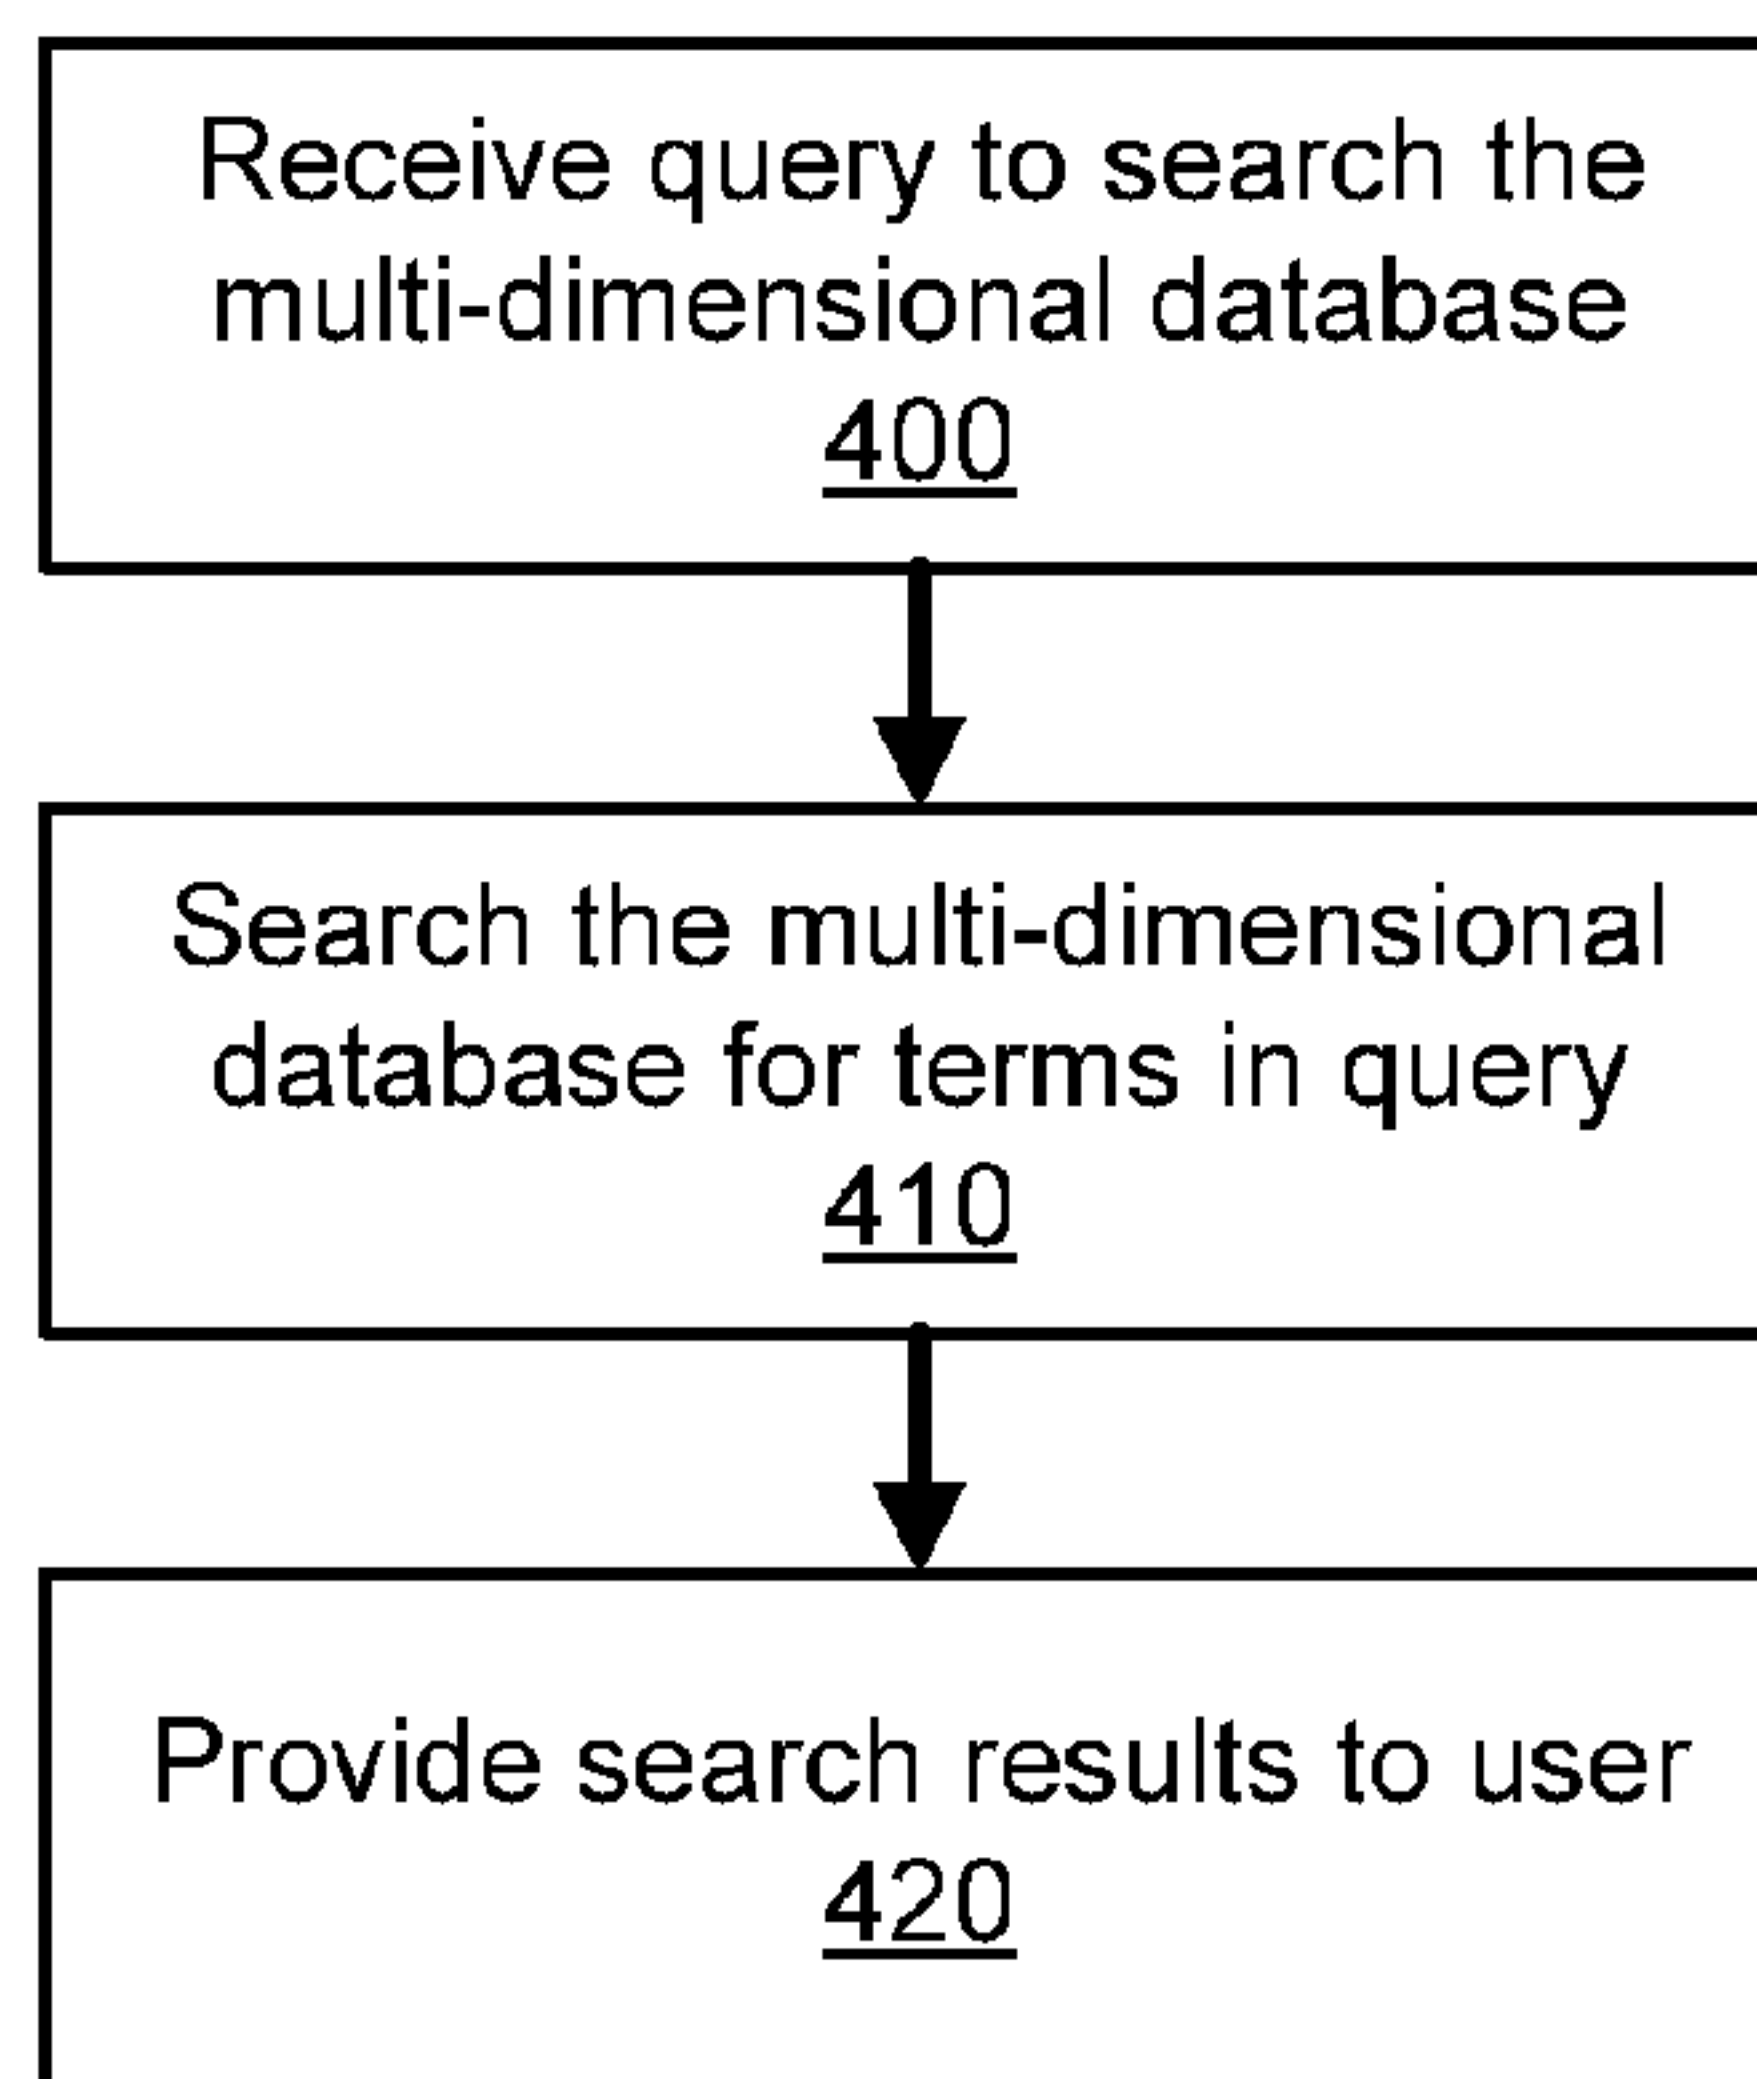 Receive query to search the
multi-dimensional database
400
Search the multi-dimensional
database for terms in query
410
Provide search results to user
420